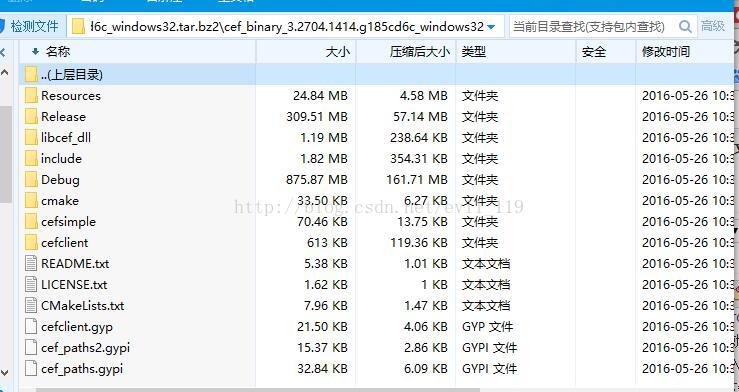 检测文件 d6c_windows32.tar.bz2\cef_binary_3.2704.1414.g185cd6c_windows32 当前目录查找(支持包内查找) 高级
名称 大小 压缩后大小 类型 安全 修改时间
..(上层目录)
Resources 24.84 MB 4.58 MB 文件夹 2016-05-26 10:3
Release 309.51 MB 57.14 MB 文件夹 2016-05-26 10:3
libcef_dll 1.19 MB 238.64 KB 文件夹 2016-05-26 10:3
include 1.82 MB 354.31 KB 文件夹 2016-05-26 10:3
Debug 875.87 MB 161.71 MB 文件夹 2016-05-26 10:3
cmake 33.50 KB 6.27 KB 文件夹 2016-05-26 10:3
http://blog.csdn.net/evil_119
cefsimple 70.46 KB 13.75 KB 文件夹 2016-05-26 10:3
cefclient 613 KB 119.36 KB 文件夹 2016-05-26 10:3
README.txt 5.38 KB 1.01 KB 文本文档 2016-05-26 10:3
LICENSE.txt 1.62 KB 1 KB 文本文档 2016-05-26 10:3
CMakeLists.txt 7.96 KB 1.47 KB 文本文档 2016-05-26 10:3
cefclient.gyp 21.50 KB 4.06 KB GYP 文件 2016-05-26 10:3
cef_paths2.gypi 15.37 KB 2.86 KB GYPI 文件 2016-05-26 10:3
cef_paths.gypi 32.84 KB 6.09 KB GYPI 文件 2016-05-26 10:3